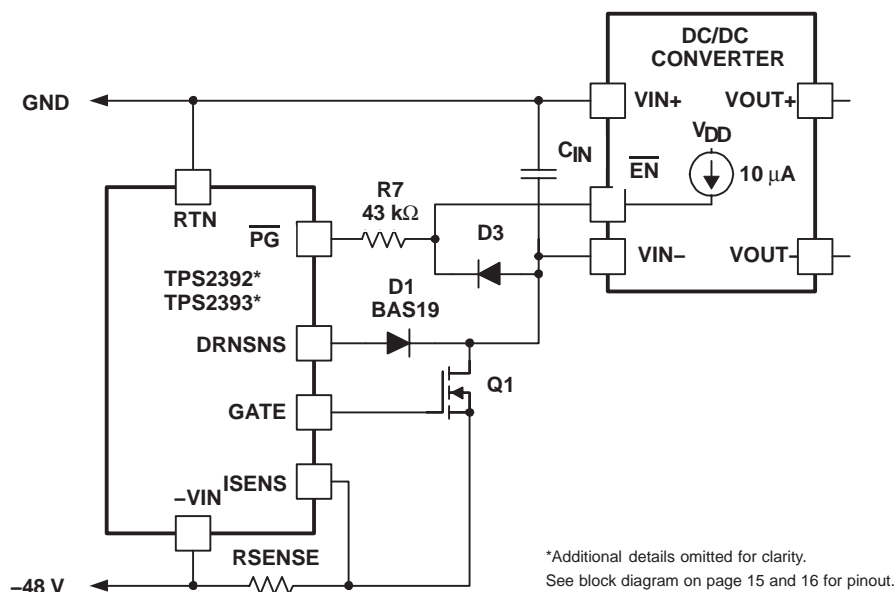 DC/DC
CONVERTER
GND
VIN+
VOUT+
VDD
CIN
EN
10 μA
R7
43 kΩ
RTN
PG
D3
VIN–
VOUT–
TPS2392*
TPS2393*
D1
BAS19
DRNSNS
Q1
GATE
ISENS
–VIN
RSENSE
–48 V
*Additional details omitted for clarity.
See block diagram on page 15 and 16 for pinout.